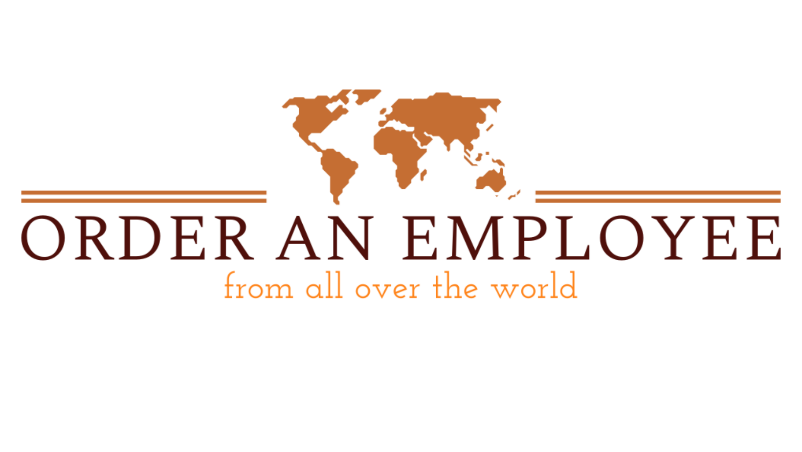 ORDER AN EMPLOYEE
from all over the world